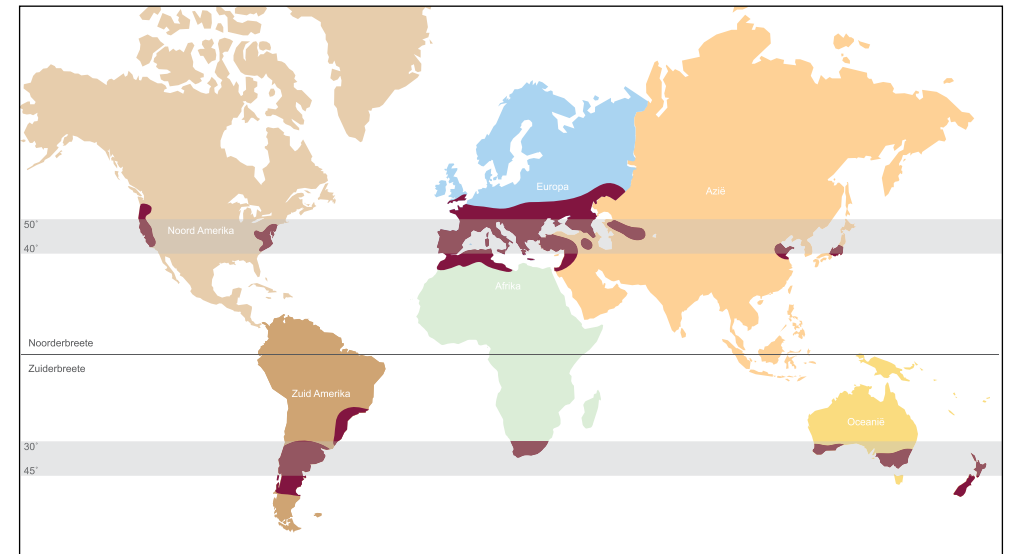 Europa
Azië
50°
Noord Amerika
40°
Afrika
Noorderbreete
Zuiderbreete
Zuid Amerika
Oceanië
30°
45°